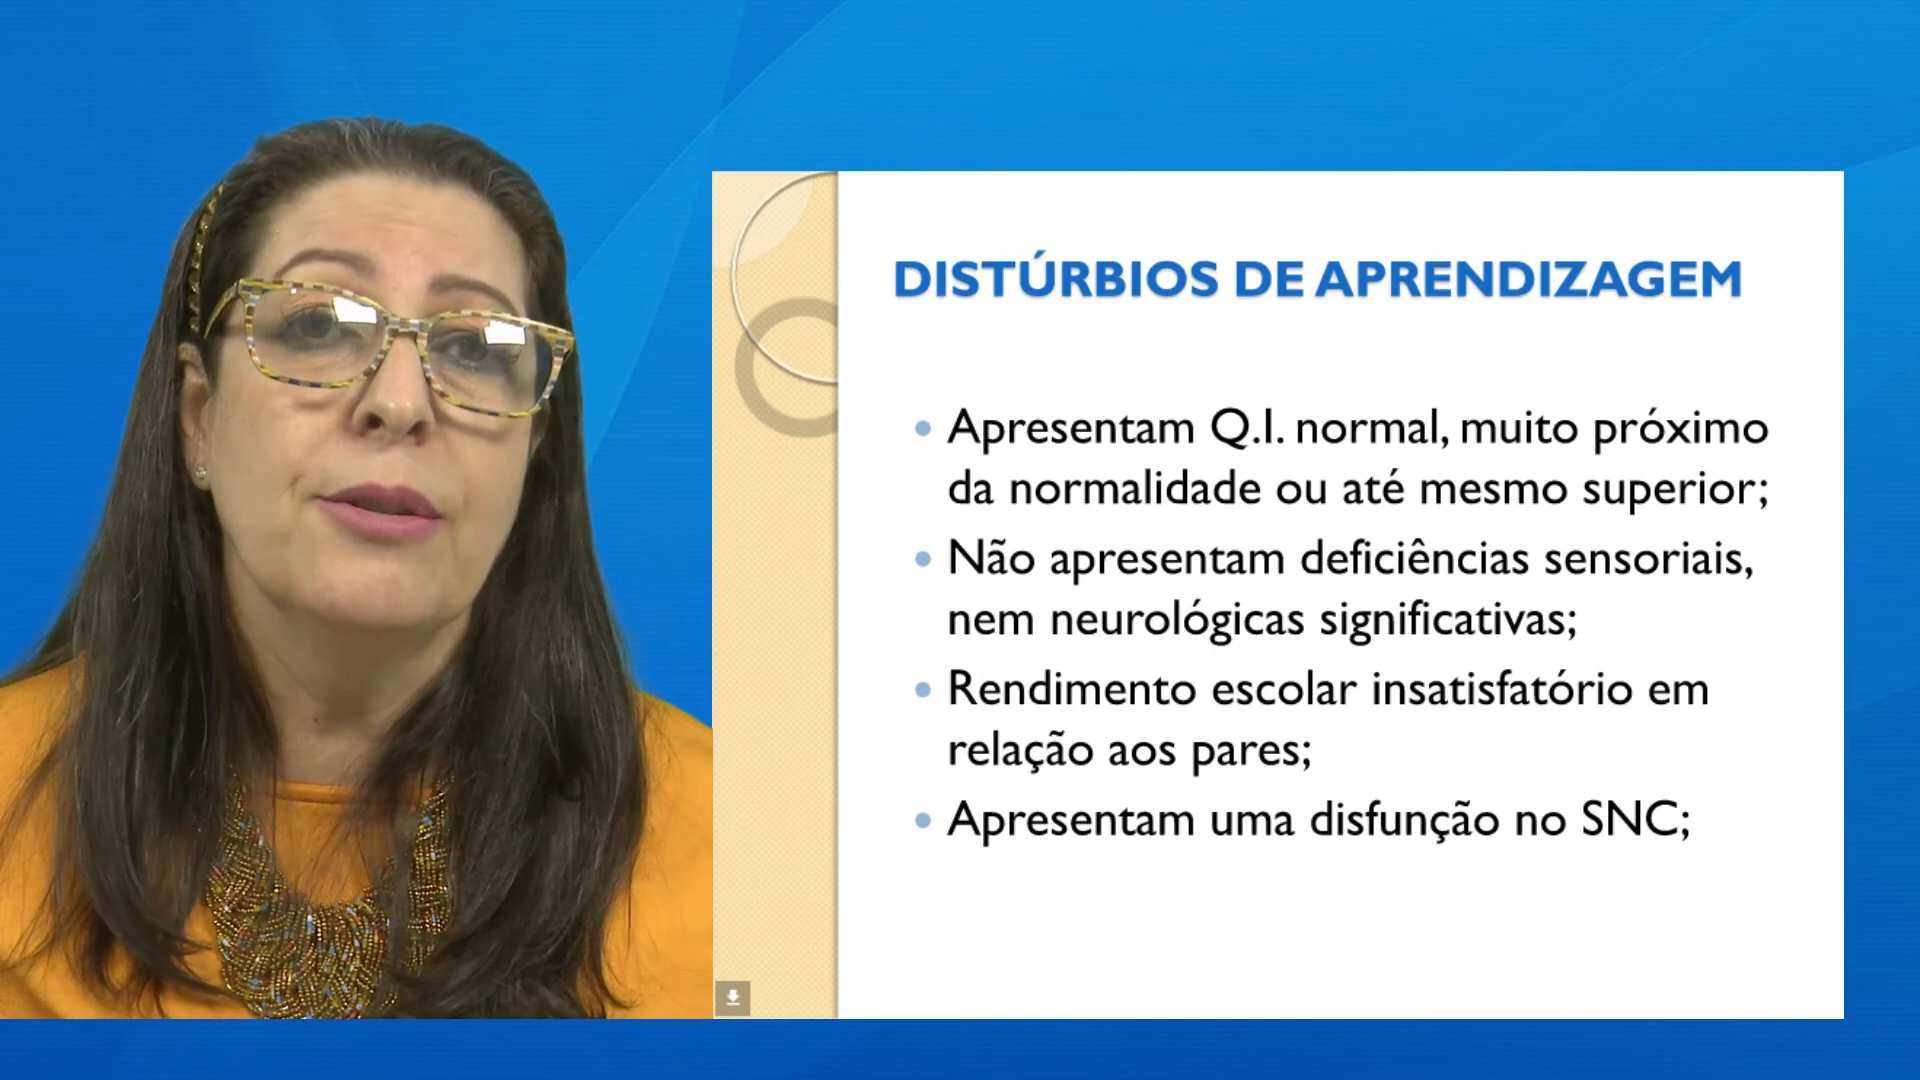 DISTÚRBIOS DE APRENDIZAGEM
• Apresentam Q.I. normal, muito próximo
da normalidade ou até mesmo superior;
• Não apresentam deficiências sensoriais,
nem neurológicas significativas;
• Rendimento escolar insatisfatório em
relação aos pares;
• Apresentam uma disfunção no SNC;